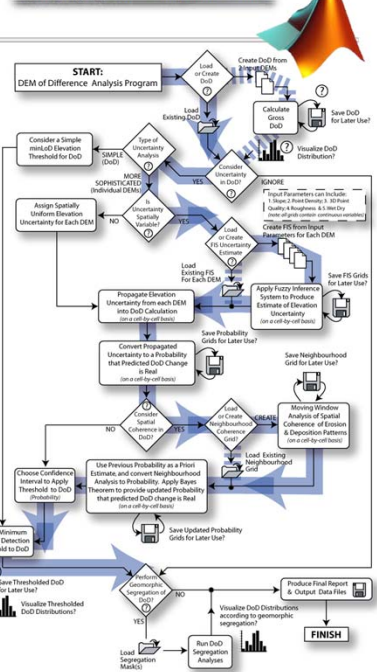 START:
DEM of Difference Analysis Program
Load
or Create
DoD
?
Create DoD from
2 Input DEMs
Load
Existing DoD
Calculate
Gross
DoD
?
Save DoD
for Later Use?
?
Visualize DoD
Distribution?
Consider a Simple
minLoD Elevation
Threshold for DoD
Type of
Uncertainty
Analysis
?
SIMPLE
(DoD)
Consider
Uncertainty
in DoD?
?
YES
IGNORE
MORE
SOPHISTICATED
(Individual DEMs)
Input Parameters can Include:
1. Slope; 2. Point Density; 3. 3D Point
Quality; 4. Roughness & 5. Wet Dry
(note all grids contain continuous variables)
Assign Spatially
Uniform Elevation
Uncertainty for Each DEM
Is
Uncertainty
Spatially
Variable?
?
NO
YES
Load
or Create
FIS Uncertainty
Estimate
?
Create FIS from Input
Parameters for Each DEM
Load
Existing FIS
For Each DEM
Save FIS Grids
for Later Use?
Propagate Elevation
Uncertainty from each DEM
into DoD Calculation
(on a cell-by-cell basis)
Apply Fuzzy Inference
System to Produce
Estimate of Elevation
Uncertainty
(on a cell-by-cell basis)
Save Probability
Grids for Later Use?
Convert Propagated
Uncertainty to a Probability
that Predicted DoD Change
is Real
(on a cell-by-cell basis)
Save Neighbourhood
Grid for Later Use?
?
Consider
Spatial
Coherence in
DoD?
NO
YES
Load
or Create
Neighbourhood
Coherence
Grid?
?
CREATE
Moving Window
Analysis of Spatial
Coherence of Erosion
& Deposition Patterns
(on a cell-by-cell basis)
Load Existing
Neighbourhood
Grid
Choose Confidence
Interval to Apply
Threshold to DoD
(Probability)
Use Previous Probability as a Priori
Estimate, and convert Neighbourhood
Analysis to Probability. Apply Bayes
Theorem to provide updated Probability
that predicted DoD change is Real
(on a cell-by-cell basis)
Minimum
Detection
old to DoD
Save Updated Probability
Grids for Later Use?
Save Thresholded DoD
for Later Use?
Visualize Thresholded
DoD Distributions?
Perform
Geomorphic
Segregation of
DoD?
?
NO
YES
Produce Final Report
& Output Data Files
Visualize DoD Distributions
according to geomorphic
segregation?
FINISH
Load
Segregation
Mask(s)
Run DoD
Segregation
Analyses